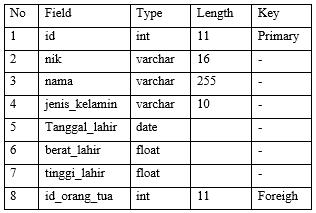 No Field Type Length Key
1 id int 11 Primary
2 nik varchar 16 -
3 nama varchar 255 -
4 jenis_kelamin varchar 10 -
5 Tanggal_lahir date -
6 berat_lahir float -
7 tinggi_lahir float -
8 id_orang_tua int 11 Foreigh